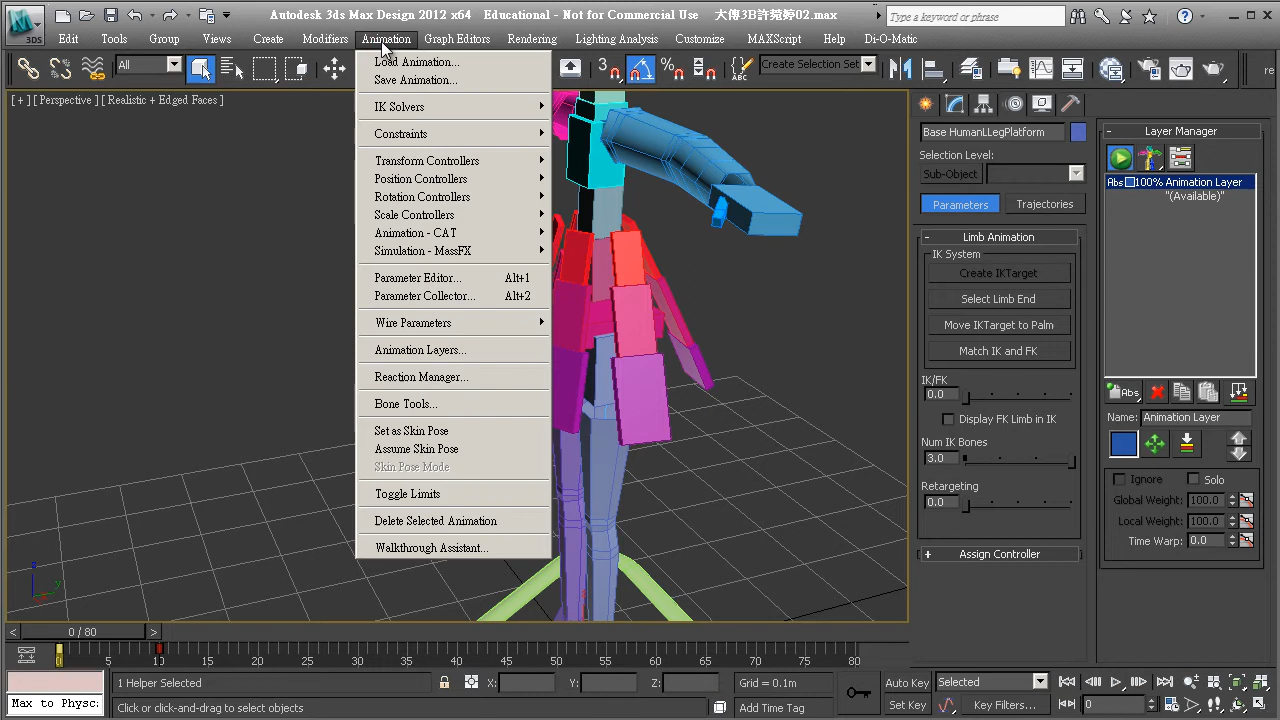 Autodesk 3ds Max Design 2012 x64 Educational - Not for Commercial Use 大傳3B許菀婷02.max
Type a keyword or phrase
3DS
Edit Tools Group Views Create Modifiers Animation Graph Editors Rendering Lighting Analysis Customize MAXScript Help Di-O-Matic
All
3
Create Selection Set
[ + ] [ Perspective ] [ Realistic + Edged Faces ]
Load Animation...
Save Animation...
IK Solvers
Constraints
Transform Controllers
Position Controllers
Rotation Controllers
Scale Controllers
Animation - CAT
Simulation - MassFX
Parameter Editor... Alt+1
Parameter Collector... Alt+2
Wire Parameters
Animation Layers...
Reaction Manager...
Bone Tools...
Set as Skin Pose
Assume Skin Pose
Skin Pose Mode
Toggle Limits
Delete Selected Animation
Walkthrough Assistant...
Base HumanLLegPlatform
Selection Level:
Sub-Object
Parameters Trajectories
- Limb Animation
IK System
Create IKTarget
Select Limb End
Move IKTarget to Palm
Match IK and FK
IK/FK
0.0
Display FK Limb in IK
Num IK Bones
3.0
Retargeting
0.0
+ Assign Controller
- Layer Manager
Abs 100% Animation Layer
"(Available)"
Abs
Name: Animation Layer
Ignore Solo
Global Weight: 100.0
Local Weight: 100.0
Time Warp: 0.0
z
y
< 0 / 80 >
0 5 10 15 20 25 30 35 40 45 50 55 60 65 70 75 80
1 Helper Selected X: Y: Z: Grid = 0.1m Auto Key Selected
Max to Physc: Click or click-and-drag to select objects Add Time Tag Set Key Key Filters... 0